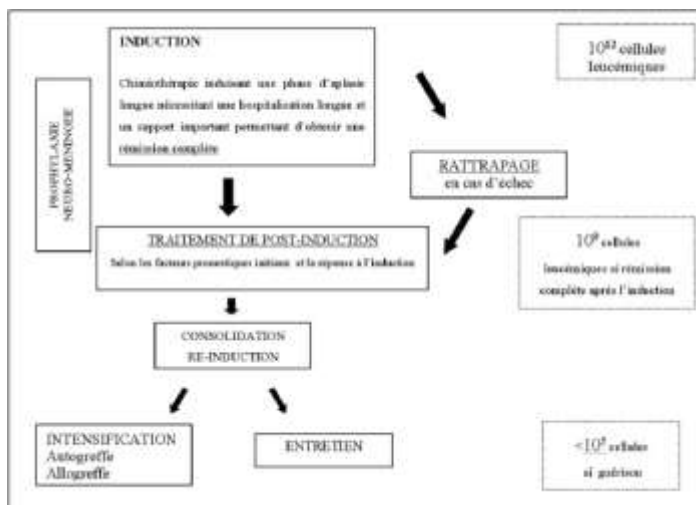 INDUCTION
Chimiothérapie induisant une phase d'aplasie
longue nécessitant une hospitalisation longue et
un support important permettant d'obtenir une
rémission complète
10¹² cellules
leucémiques
PROPHYLAXIE
NEURO-MENINGEE
RATTRAPAGE
en cas d'échec
TRAITEMENT DE POST-INDUCTION
Selon les facteurs pronostiques initiaux et la réponse à l'induction
10⁹ cellules
leucémiques si rémission
complète après l'induction
CONSOLIDATION
RE-INDUCTION
INTENSIFICATION
Autogreffe
Allogreffe
ENTRETIEN
cellules
si guérison